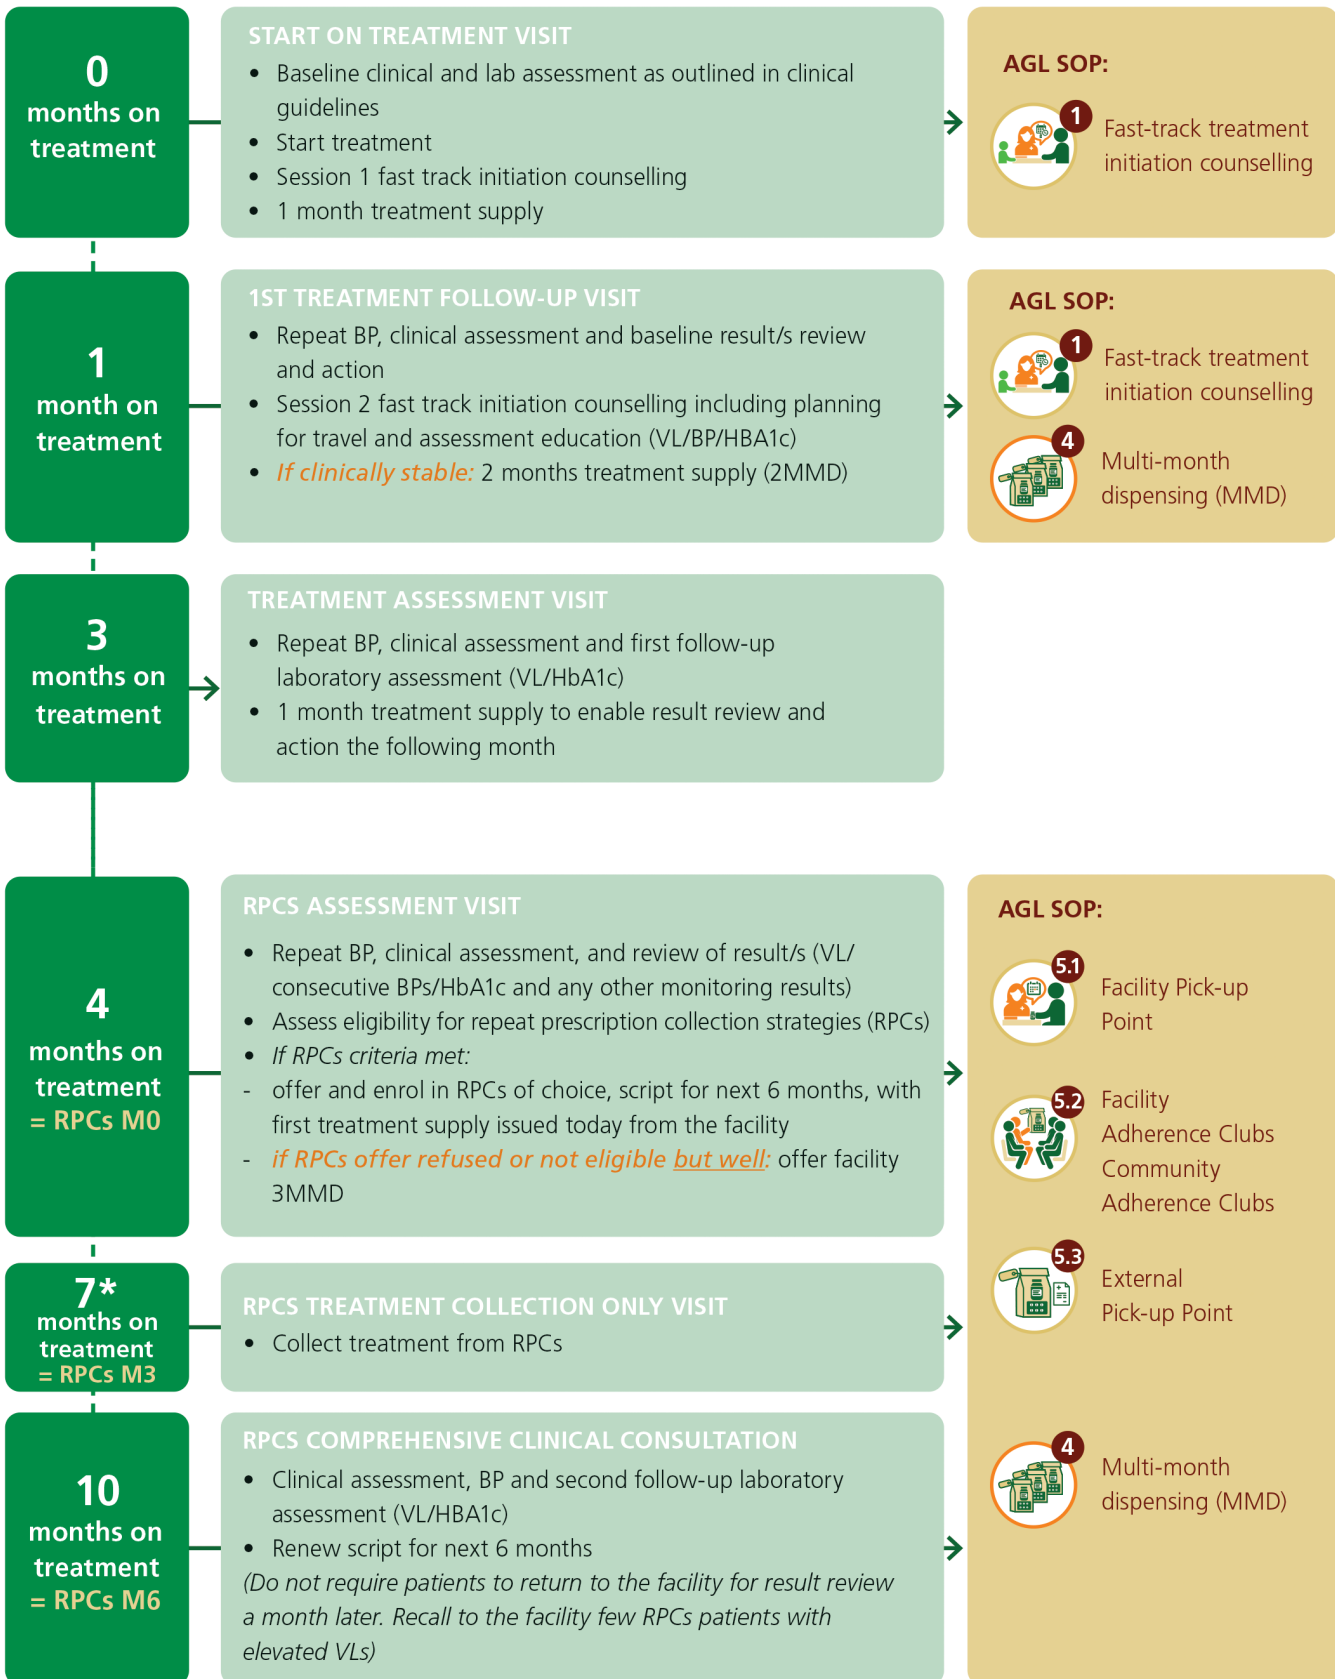 0
months on
treatment
START ON TREATMENT VISIT
• Baseline clinical and lab assessment as outlined in clinical
guidelines
• Start treatment
• Session 1 fast track initiation counselling
• 1 month treatment supply
AGL SOP:
1
Fast-track treatment
initiation counselling
1
month on
treatment
1ST TREATMENT FOLLOW-UP VISIT
• Repeat BP, clinical assessment and baseline result/s review
and action
• Session 2 fast track initiation counselling including planning
for travel and assessment education (VL/BP/HBA1c)
• If clinically stable: 2 months treatment supply (2MMD)
AGL SOP:
1
Fast-track treatment
initiation counselling
4
Multi-month
dispensing (MMD)
3
months on
treatment
TREATMENT ASSESSMENT VISIT
• Repeat BP, clinical assessment and first follow-up
laboratory assessment (VL/HbA1c)
• 1 month treatment supply to enable result review and
action the following month
4
months on
treatment
= RPCs M0
RPCS ASSESSMENT VISIT
• Repeat BP, clinical assessment, and review of result/s (VL/
consecutive BPs/HbA1c and any other monitoring results)
• Assess eligibility for repeat prescription collection strategies (RPCs)
• If RPCs criteria met:
- offer and enrol in RPCs of choice, script for next 6 months, with
first treatment supply issued today from the facility
- if RPCs offer refused or not eligible but well: offer facility
3MMD
7*
months on
treatment
= RPCs M3
RPCS TREATMENT COLLECTION ONLY VISIT
• Collect treatment from RPCs
10
months on
treatment
= RPCs M6
RPCS COMPREHENSIVE CLINICAL CONSULTATION
• Clinical assessment, BP and second follow-up laboratory
assessment (VL/HBA1c)
• Renew script for next 6 months
(Do not require patients to return to the facility for result review
a month later. Recall to the facility few RPCs patients with
elevated VLs)
AGL SOP:
5.1
Facility Pick-up
Point
5.2
Facility
Adherence Clubs
Community
Adherence Clubs
5.3
External
Pick-up Point
4
Multi-month
dispensing (MMD)